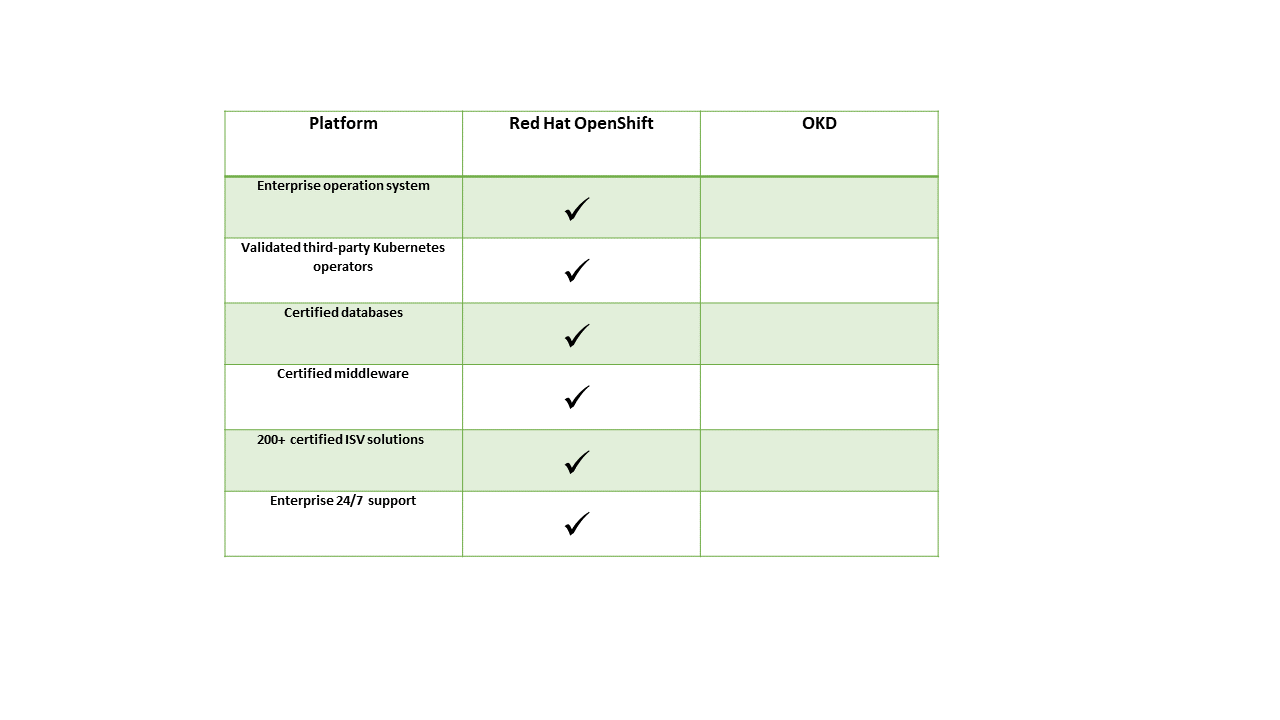 Platform
Red Hat OpenShift
OKD
Enterprise operation system
✓
Validated third-party Kubernetes
operators
✓
Certified databases
✓
Certified middleware
✓
200+ certified ISV solutions
✓
Enterprise 24/7 support
✓